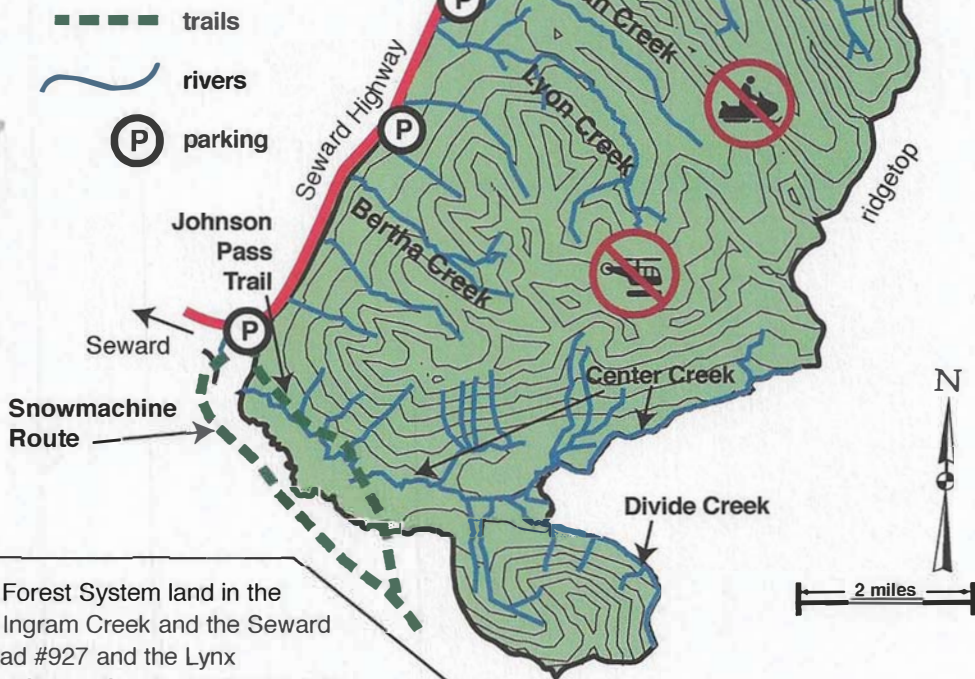 trails
rivers
P parking
P
P
P
Seward Highway
Creek
Lyon Creek
Bertha Creek
ridgetop
Johnson
Pass
Trail
Seward
Snowmachine
Route
Center Creek
Divide Creek
N
2 miles
Forest System land in the
Ingram Creek and the Seward
ad #927 and the Lynx